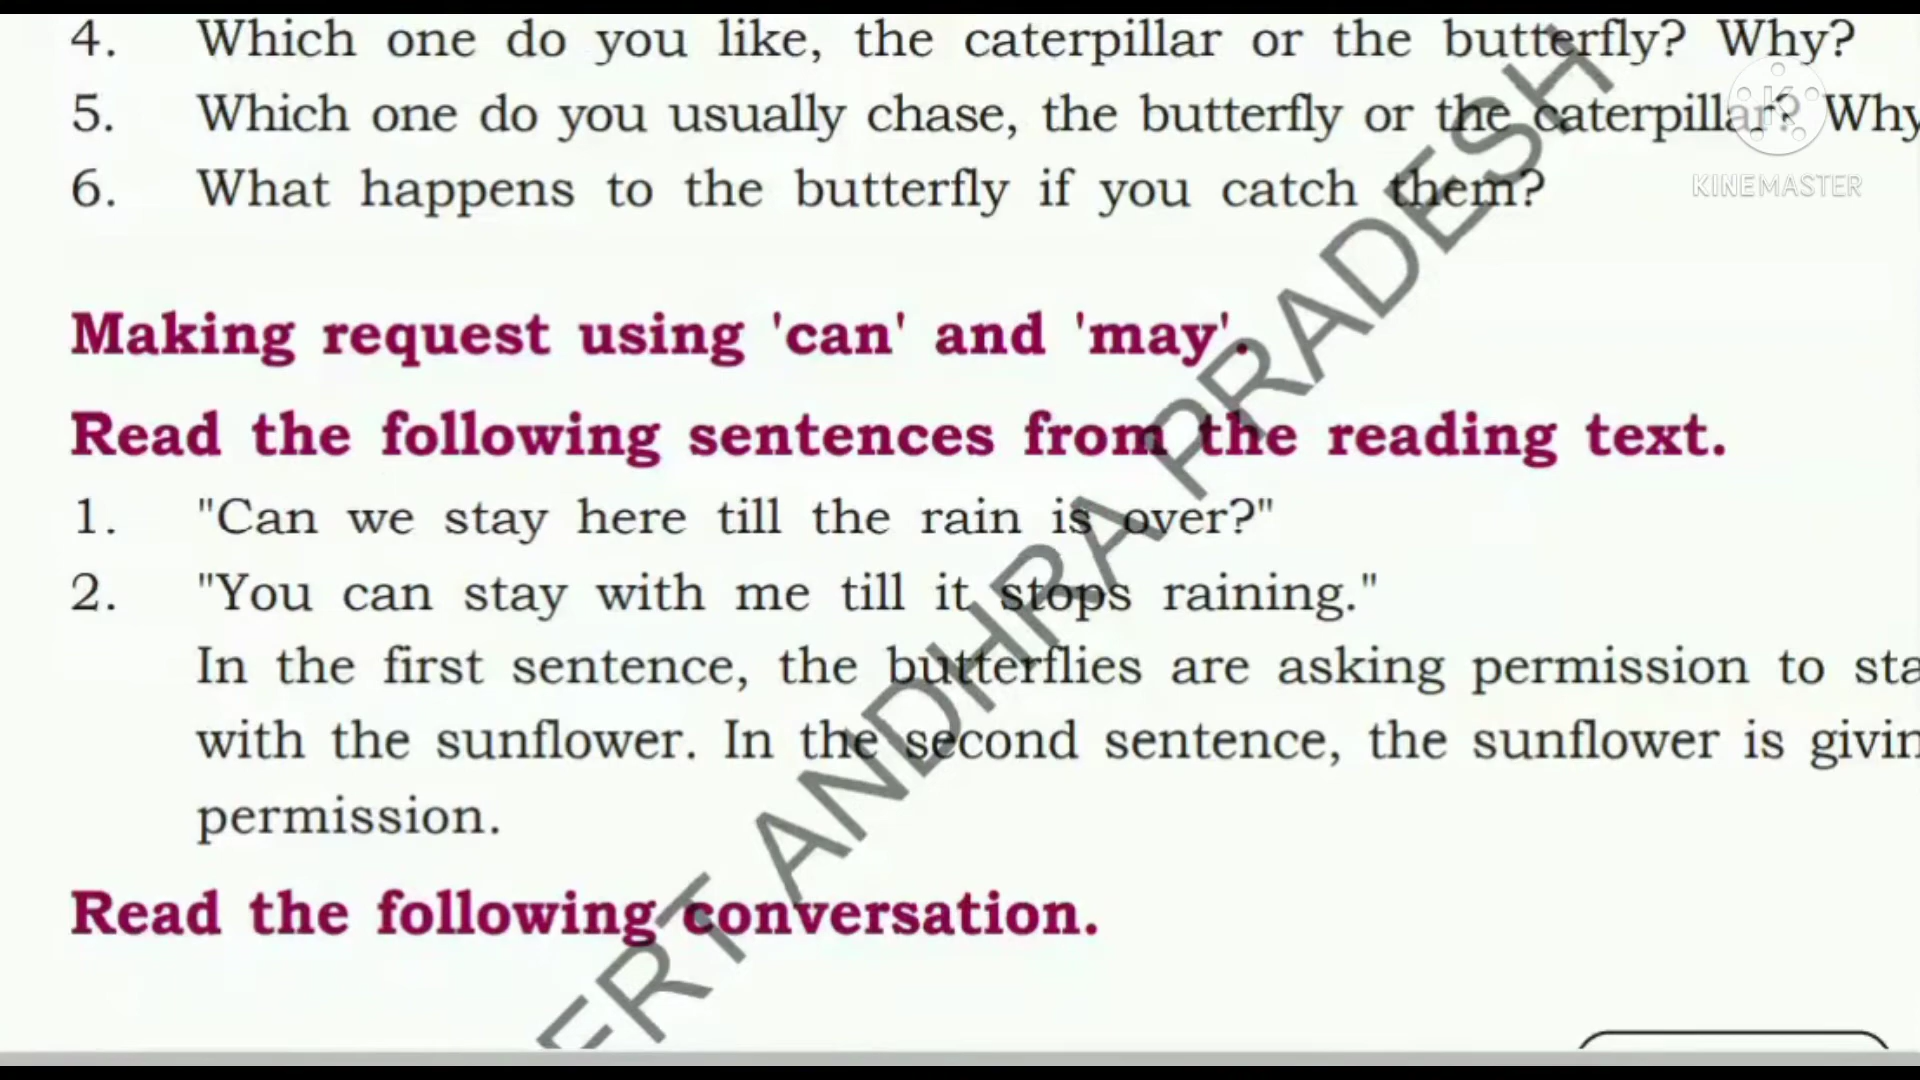 4. Which one do you like, the caterpillar or the butterfly? Why?
5. Which one do you usually chase, the butterfly or the caterpillar? Why
6. What happens to the butterfly if you catch them?
KINEMASTER
Making request using 'can' and 'may'.
Read the following sentences from the reading text.
1. "Can we stay here till the rain is over?"
2. "You can stay with me till it stops raining."
In the first sentence, the butterflies are asking permission to sta
with the sunflower. In the second sentence, the sunflower is givin
permission.
Read the following conversation.
ERT ANDHRA PRADESH